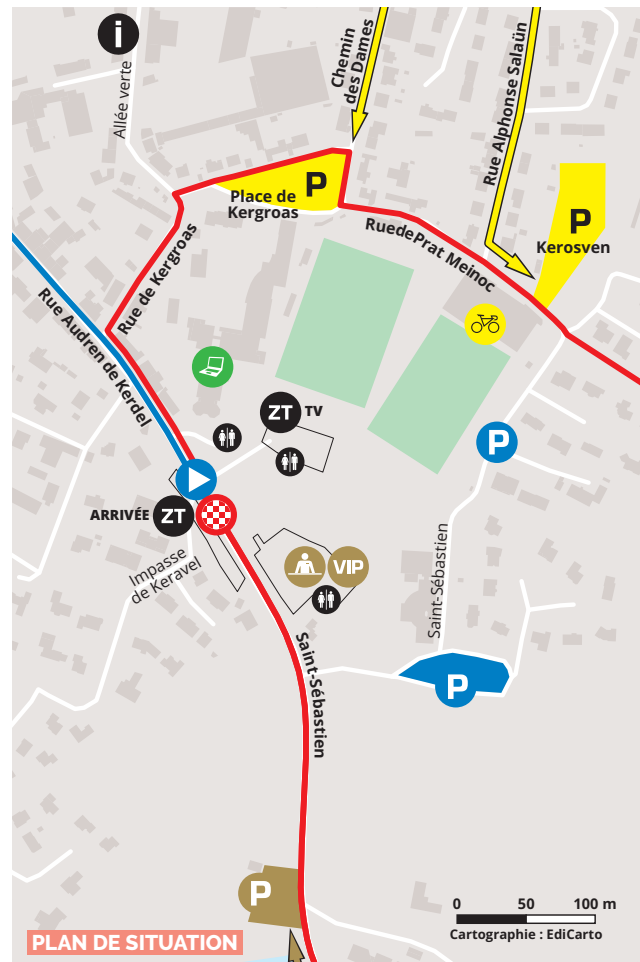 i
Allée verte
Chemin
des Dames
Rue Alphonse Salaün
P
Place de
Kergroas
P
Kerosven
Rue de Prat Meinoc
Rue de Kergroas
Rue Audren de Kerdel
ZT TV
P
ARRIVÉE ZT
Impasse
de Keravel
VIP
Saint-Sébastien
Saint-Sébastien
P
P
0 50 100 m
Cartographie : EdiCarto
PLAN DE SITUATION